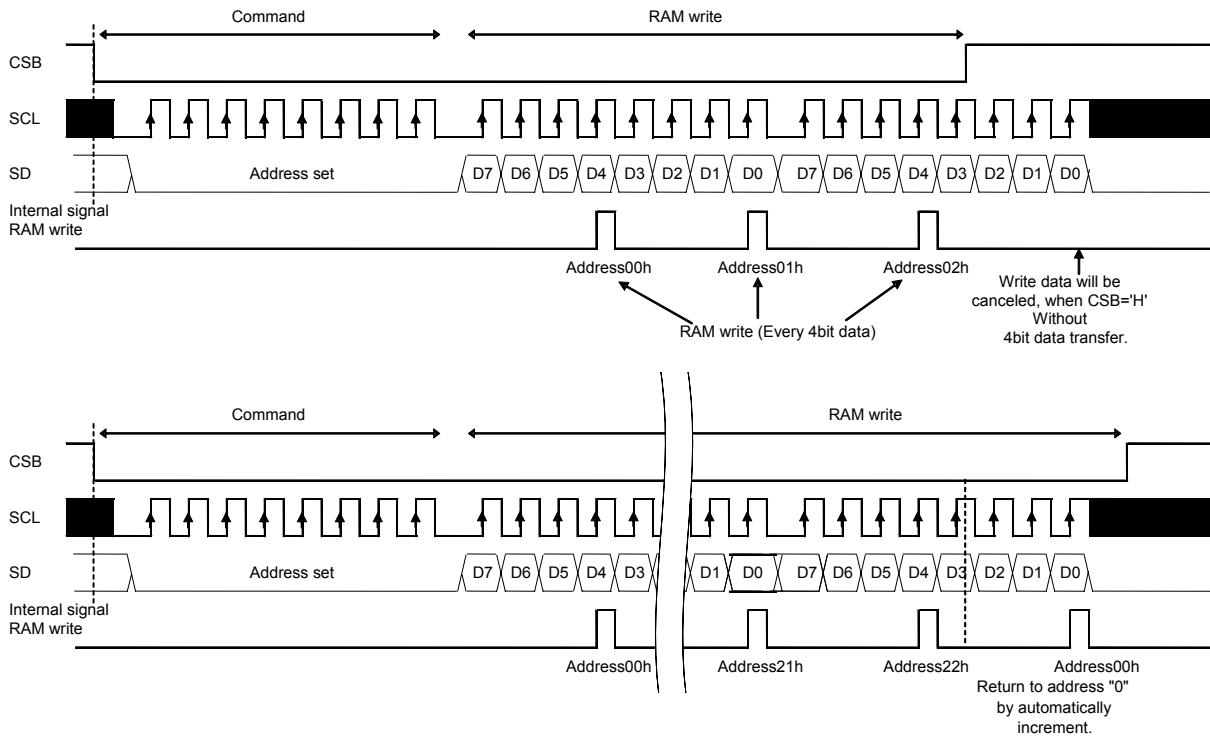 Command RAM write
CSB
SCL
SD Address set D7 D6 D5 D4 D3 D2 D1 D0 D7 D6 D5 D4 D3 D2 D1 D0
Internal signal
RAM write
Address00h Address01h Address02h
Write data will be
canceled, when CSB='H'
Without
4bit data transfer.
RAM write (Every 4bit data)
Command RAM write
CSB
SCL
SD Address set D7 D6 D5 D4 D3 D1 D0 D7 D6 D5 D4 D3 D2 D1 D0
Internal signal
RAM write
Address00h Address21h Address22h Address00h
Return to address "0"
by automatically
increment.